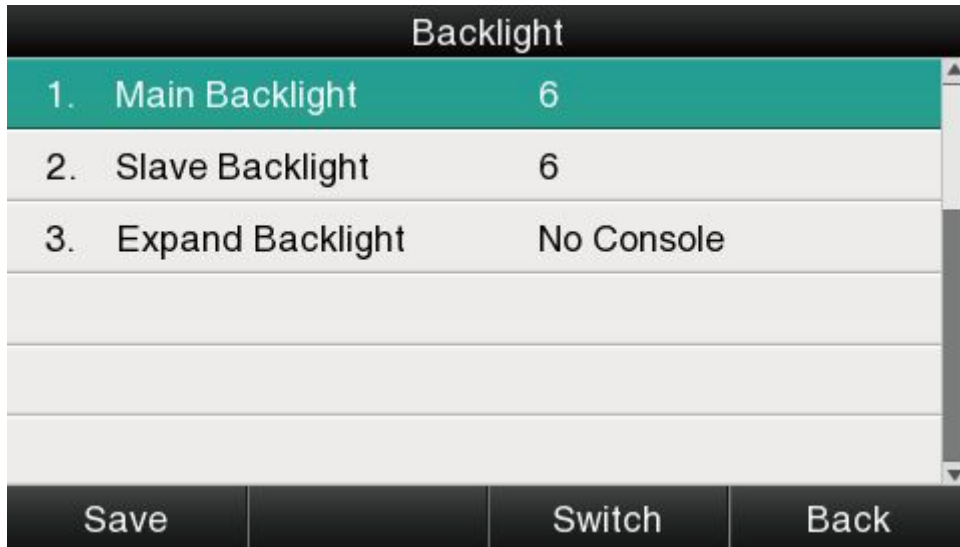 Backlight
1. Main Backlight 6
2. Slave Backlight 6
3. Expand Backlight No Console
Save Switch Back